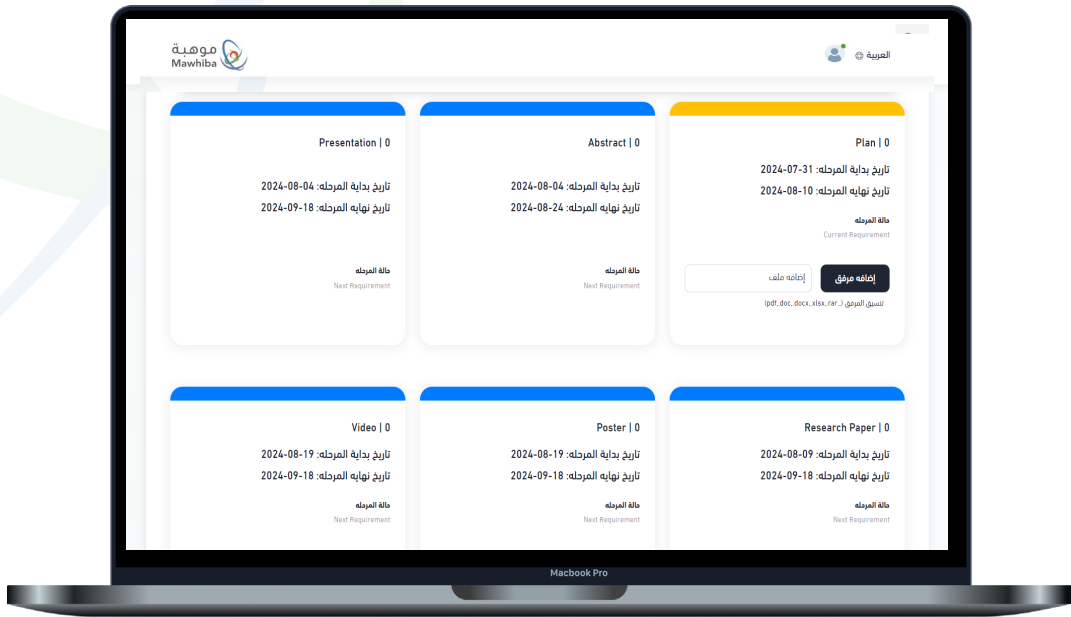 موهبة
Mawhiba
العربية
Plan | 0
تاريخ بداية المرحله: 31-07-2024
تاريخ نهايه المرحله: 10-08-2024
حالة المرحله
Current Requirement
إضافه مرفق
إضافه ملف
تنسيق المرفق (pdf_doc_docx_xlsx_rar_)
Abstract | 0
تاريخ بداية المرحله: 04-08-2024
تاريخ نهايه المرحله: 24-08-2024
حالة المرحله
Next Requirement
Presentation | 0
تاريخ بداية المرحله: 04-08-2024
تاريخ نهايه المرحله: 18-09-2024
حالة المرحله
Next Requirement
Research Paper | 0
تاريخ بداية المرحله: 09-08-2024
تاريخ نهايه المرحله: 18-09-2024
حالة المرحله
Next Requirement
Poster | 0
تاريخ بداية المرحله: 19-08-2024
تاريخ نهايه المرحله: 18-09-2024
حالة المرحله
Next Requirement
Video | 0
تاريخ بداية المرحله: 19-08-2024
تاريخ نهايه المرحله: 18-09-2024
حالة المرحله
Next Requirement
Macbook Pro